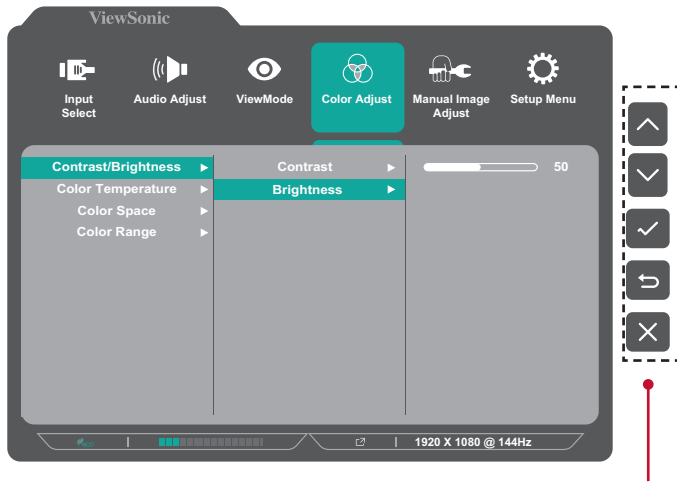 ViewSonic
Input Select
Audio Adjust
ViewMode
Color Adjust
Manual Image Adjust
Setup Menu
Contrast/Brightness
Contrast
50
Color Temperature
Brightness
Color Space
Color Range
eco
1920 X 1080 @ 144Hz